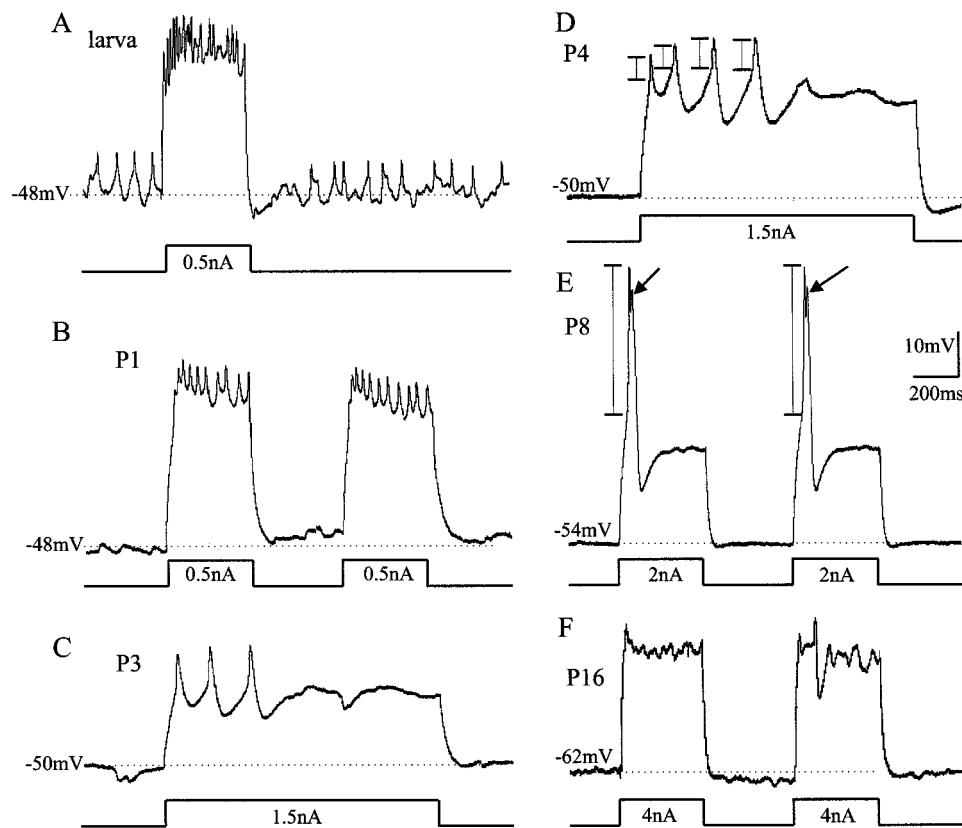 A
larva
-48mV
0.5nA
B
P1
-48mV
0.5nA
0.5nA
C
P3
-50mV
1.5nA
D
P4
-50mV
1.5nA
E
P8
10mV
200ms
-54mV
2nA
2nA
F
P16
-62mV
4nA
4nA